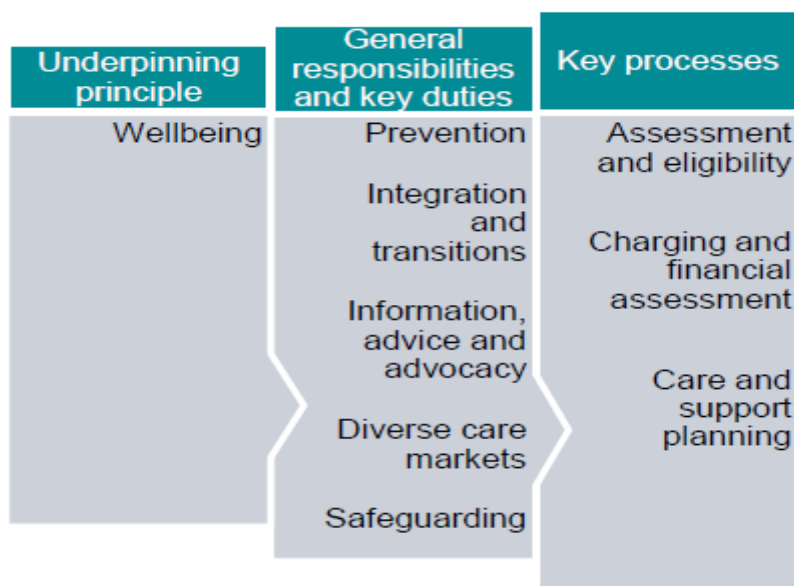 Underpinning
principle
Wellbeing
General
responsibilities
and key duties
Prevention
Integration
and
transitions
Information,
advice and
advocacy
Diverse care
markets
Safeguarding
Key processes
Assessment
and eligibility
Charging and
financial
assessment
Care and
support
planning